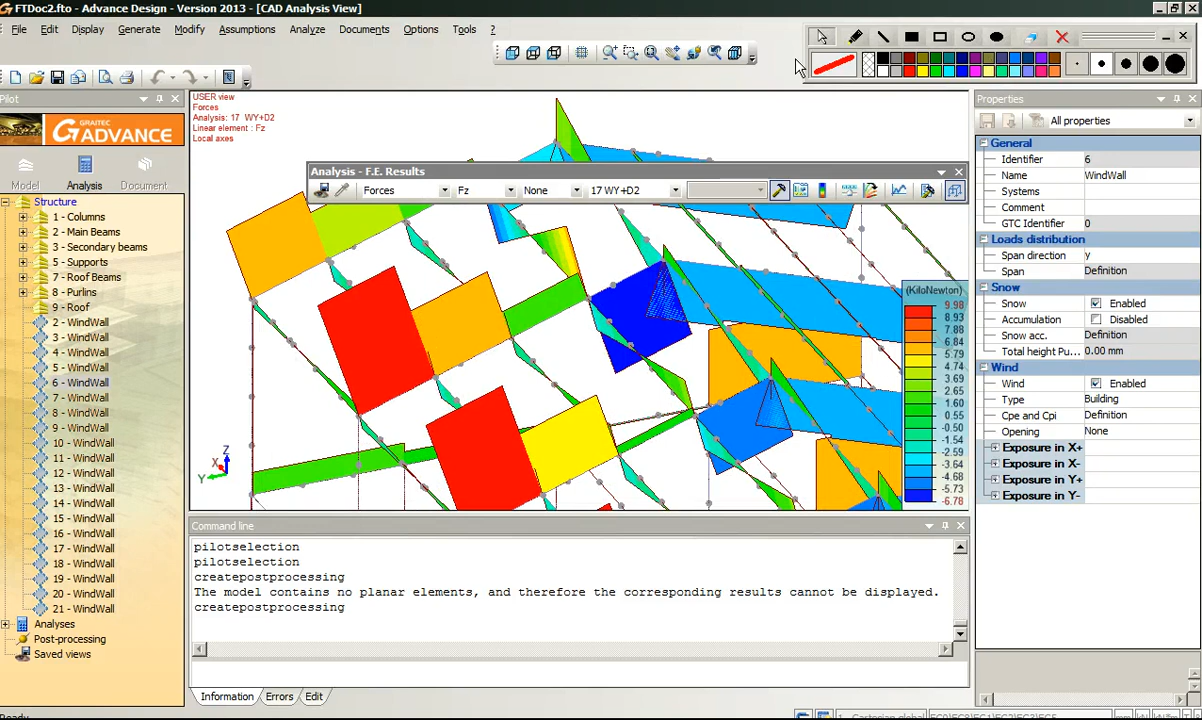 FTDoc2.fto - Advance Design - Version 2013 - [CAD Analysis View]
File Edit Display Generate Modify Assumptions Analyze Documents Options Tools ?
Pilot
GRAITEC
ADVANCE
Model Analysis Document
Structure
1 - Columns
2 - Main Beams
3 - Secondary beams
5 - Supports
7 - Roof Beams
8 - Purlins
9 - Roof
2 - WindWall
3 - WindWall
4 - WindWall
5 - WindWall
6 - WindWall
7 - WindWall
8 - WindWall
9 - WindWall
10 - WindWall
11 - WindWall
12 - WindWall
13 - WindWall
14 - WindWall
15 - WindWall
16 - WindWall
17 - WindWall
18 - WindWall
19 - WindWall
20 - WindWall
21 - WindWall
Analyses
Post-processing
Saved views
USER view
Forces
Analysis: 17 WY+D2
Linear element : Fz
Local axes
Analysis - F.E. Results
Forces Fz None 17 WY+D2
(KiloNewton)
9.98
8.93
7.88
6.84
5.79
4.74
3.69
2.65
1.60
0.55
-0.50
-1.54
-2.59
-3.64
-4.68
-5.73
-6.78
Z
X
Y
Command line
pilotselection
pilotselection
createpostprocessing
The model contains no planar elements, and therefore the corresponding results cannot be displayed.
createpostprocessing
Information Errors Edit
Properties
All properties
General
Identifier 6
Name WindWall
Systems
Comment
GTC Identifier 0
Loads distribution
Span direction y
Span Definition
Snow
Snow Enabled
Accumulation Disabled
Snow acc. Definition
Total height Pu... 0.00 mm
Wind
Wind Enabled
Type Building
Cpe and Cpi Definition
Opening None
Exposure in X+
Exposure in X-
Exposure in Y+
Exposure in Y-